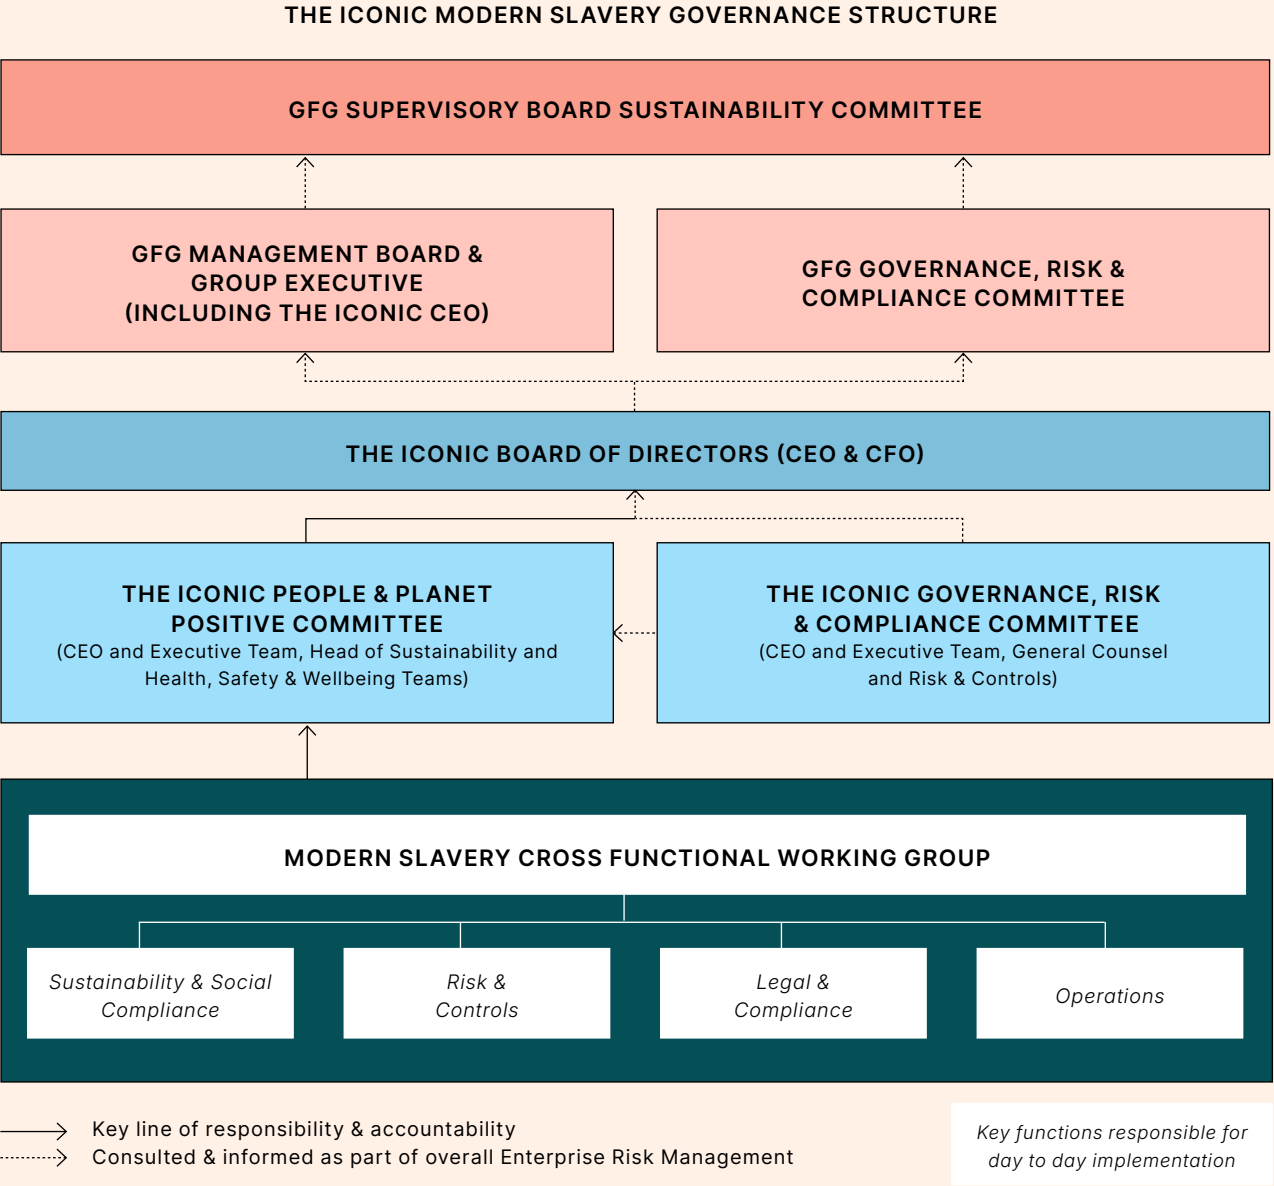 THE ICONIC MODERN SLAVERY GOVERNANCE STRUCTURE
GFG SUPERVISORY BOARD SUSTAINABILITY COMMITTEE
GFG MANAGEMENT BOARD &
GROUP EXECUTIVE
(INCLUDING THE ICONIC CEO)
GFG GOVERNANCE, RISK &
COMPLIANCE COMMITTEE
THE ICONIC BOARD OF DIRECTORS (CEO & CFO)
THE ICONIC PEOPLE & PLANET
POSITIVE COMMITTEE
(CEO and Executive Team, Head of Sustainability and
Health, Safety & Wellbeing Teams)
THE ICONIC GOVERNANCE, RISK
& COMPLIANCE COMMITTEE
(CEO and Executive Team, General Counsel
and Risk & Controls)
MODERN SLAVERY CROSS FUNCTIONAL WORKING GROUP
Sustainability & Social
Compliance
Risk &
Controls
Legal &
Compliance
Operations
Key line of responsibility & accountability
Consulted & informed as part of overall Enterprise Risk Management
Key functions responsible for
day to day implementation